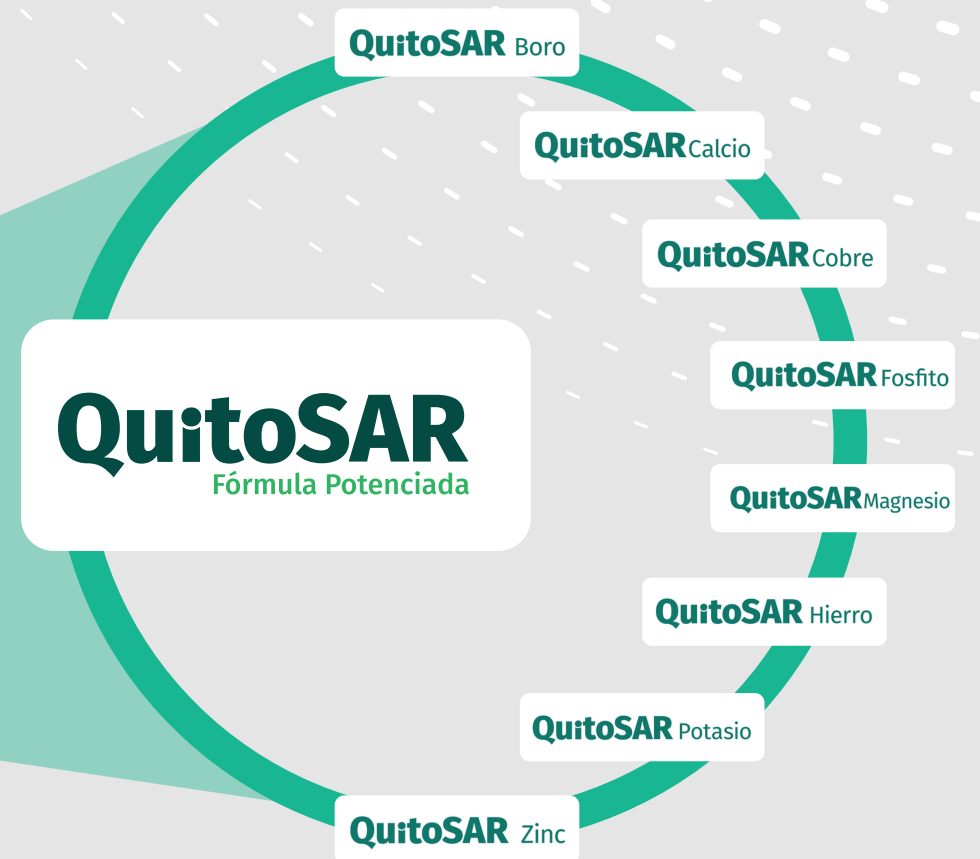 QuitoSAR Boro
QuitoSAR Calcio
QuitoSAR Cobre
QuitoSAR Fosfito
QuitoSAR
Fórmula Potenciada
QuitoSAR Magnesio
QuitoSAR Hierro
QuitoSAR Potasio
QuitoSAR Zinc